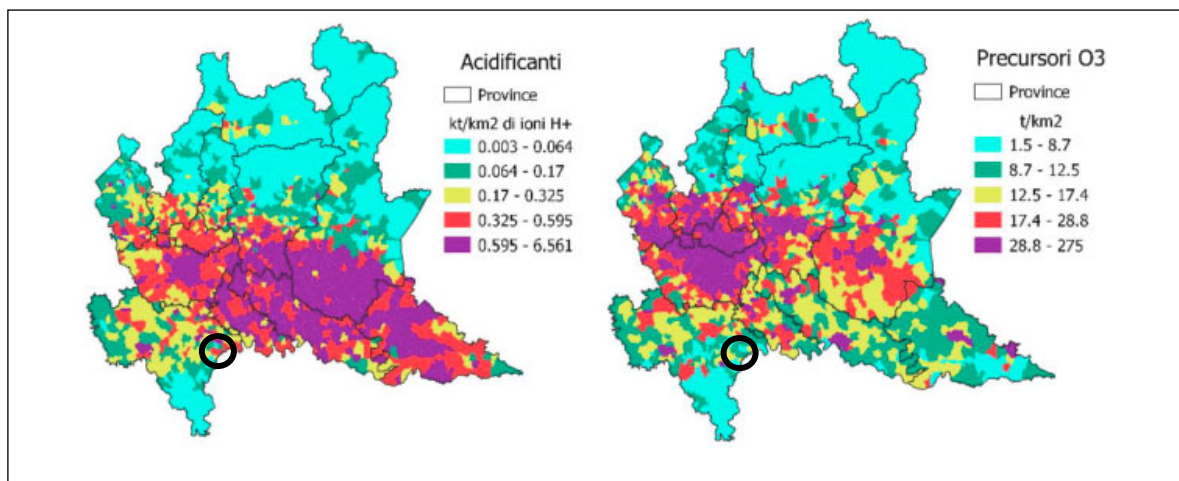 Acidificanti
Province
kt/km2 di ioni H+
0.003 - 0.064
0.064 - 0.17
0.17 - 0.325
0.325 - 0.595
0.595 - 6.561
Precursori O3
Province
t/km2
1.5 - 8.7
8.7 - 12.5
12.5 - 17.4
17.4 - 28.8
28.8 - 275